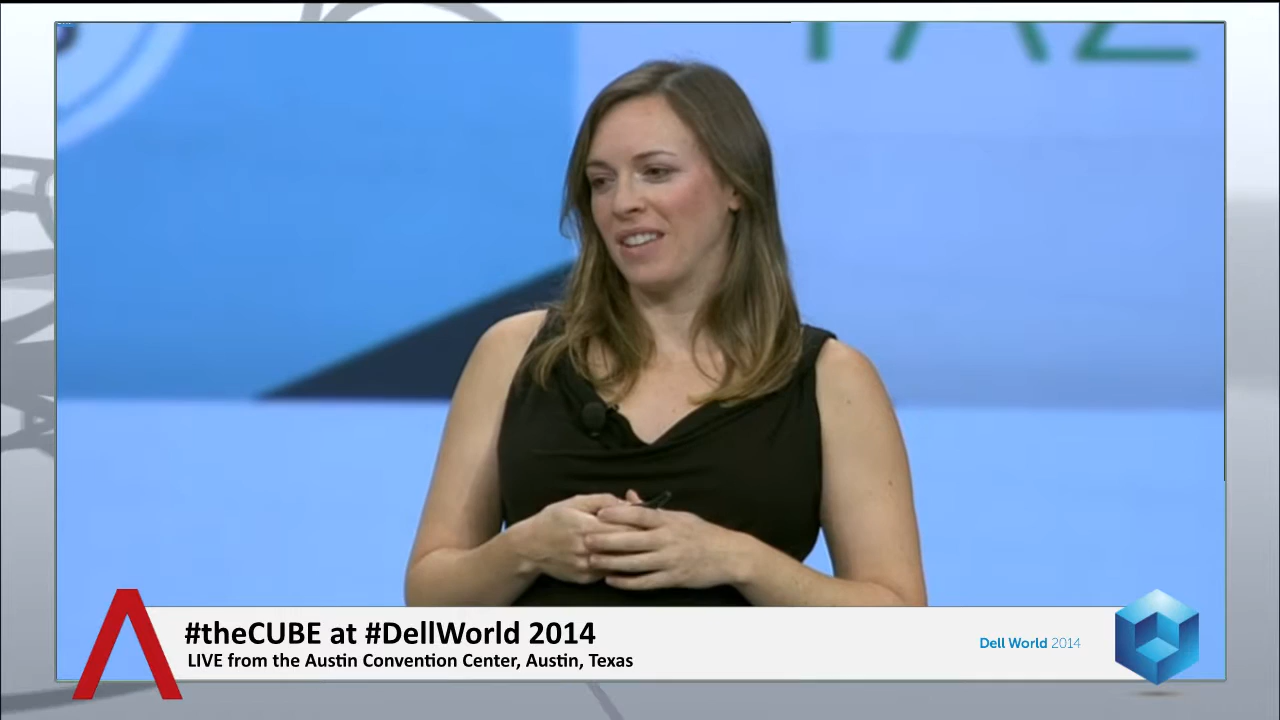 #theCUBE at #DellWorld 2014
LIVE from the Austin Convention Center, Austin, Texas
Dell World 2014